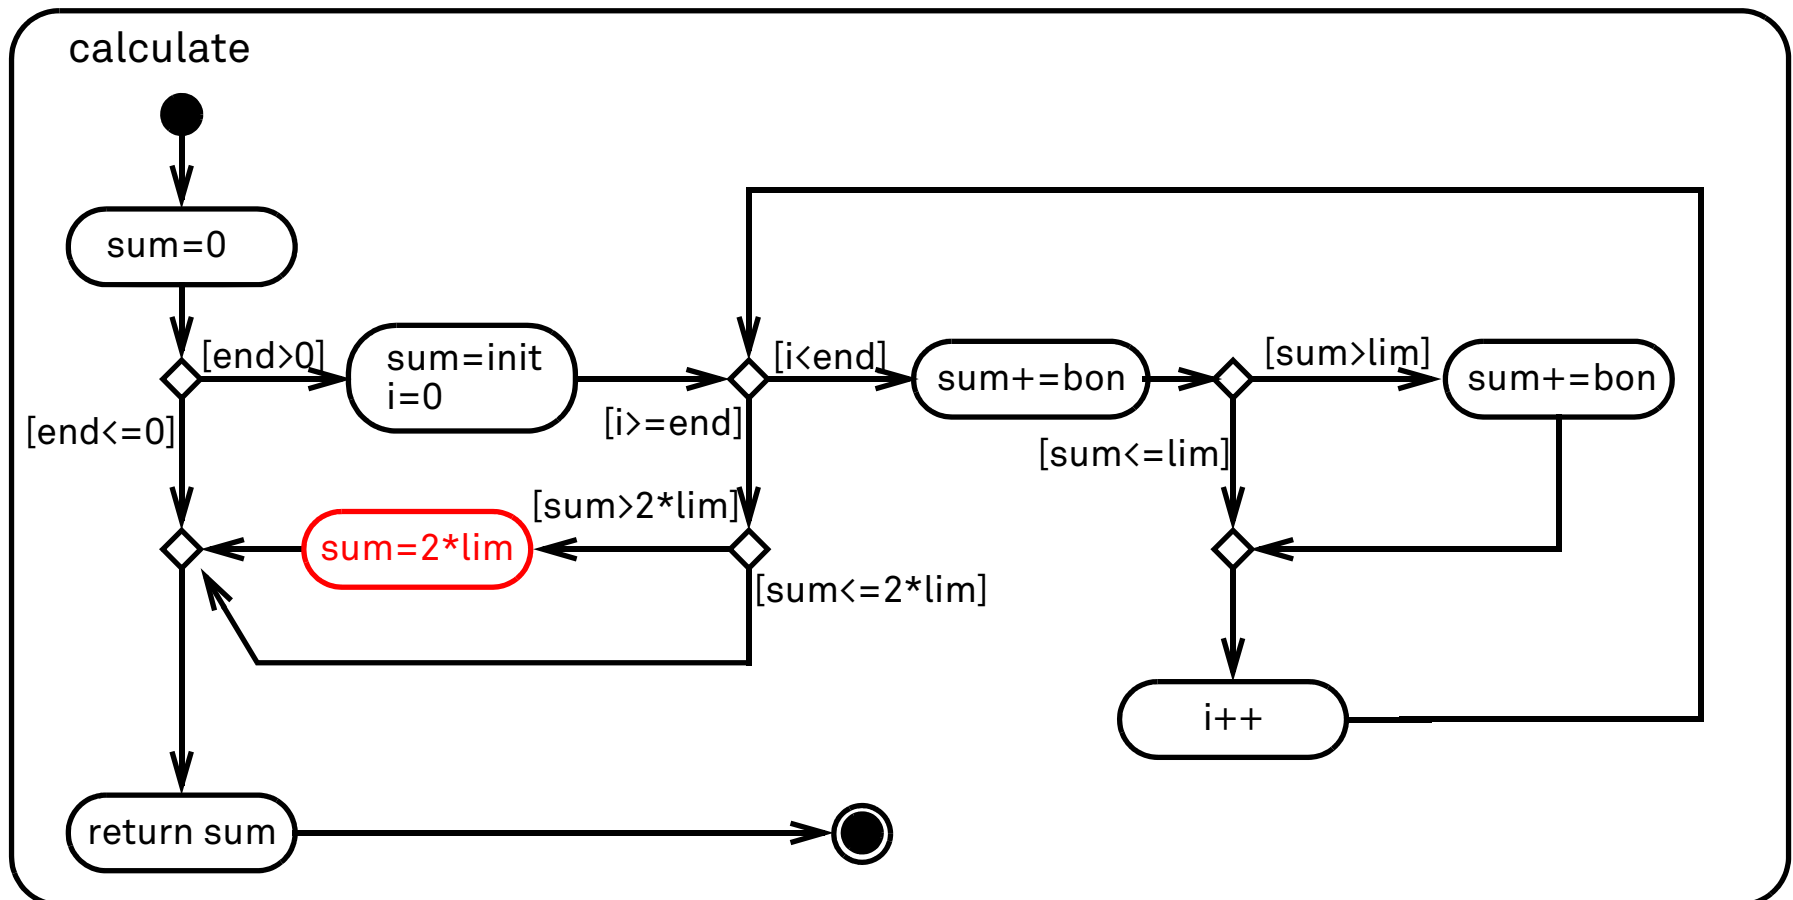 calculate
sum=0
[end>0]
sum=init
i=0
[i<end]
sum+=bon
[sum>lim]
sum+=bon
[end<=0]
[i>=end]
[sum<=lim]
[sum>2*lim]
sum=2*lim
[sum<=2*lim]
i++
return sum